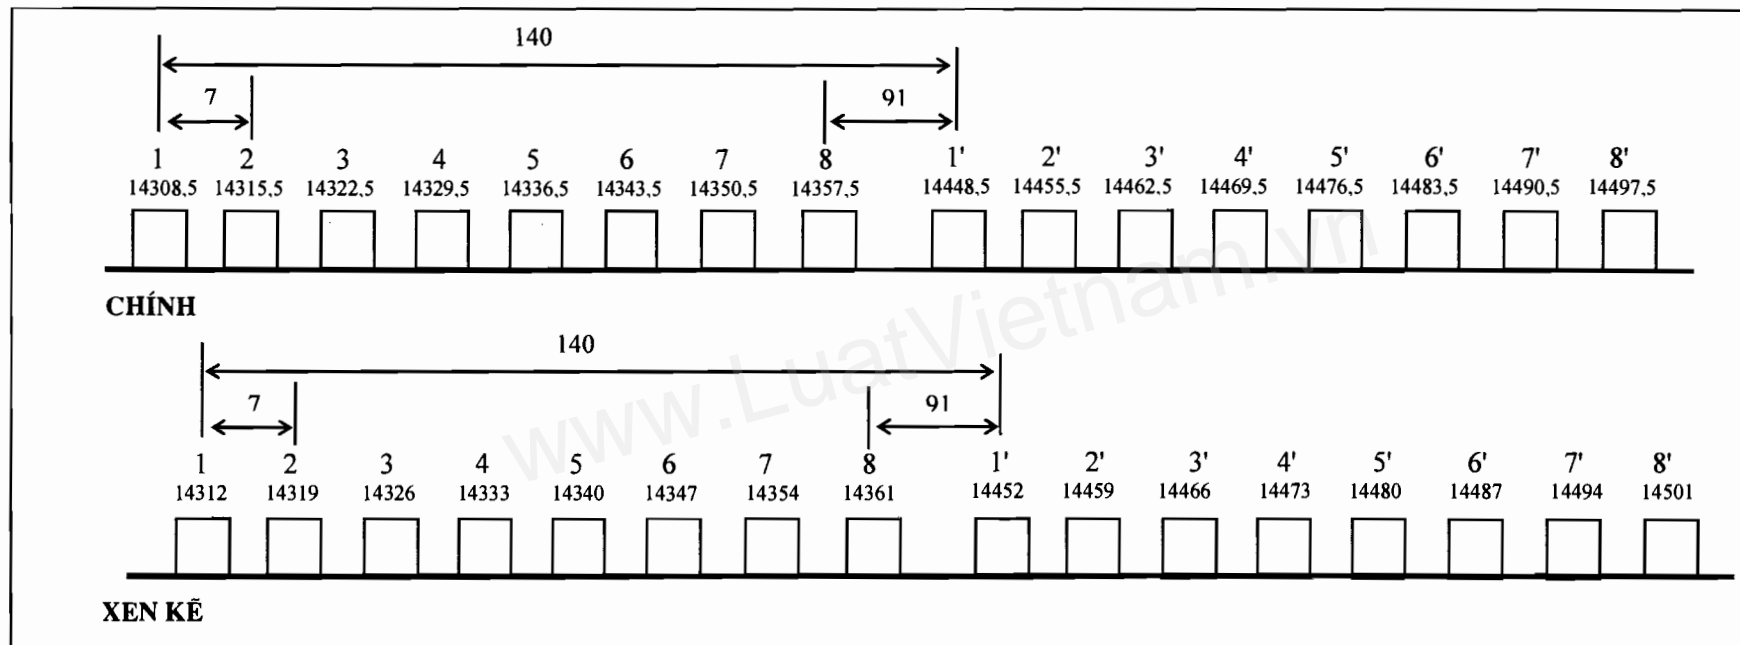 140
7 91
1 2 3 4 5 6 7 8 1' 2' 3' 4' 5' 6' 7' 8'
14308,5 14315,5 14322,5 14329,5 14336,5 14343,5 14350,5 14357,5 14448,5 14455.5 14462,5 14469,5 14476,5 14483,5 14490,5 14497,5
CHÍNH
140
7 91
1 2 3 4 5 6 7 8 1' 2' 3' 4' 5' 6' 7' 8'
14312 14319 14326 14333 14340 14347 14354 14361 14452 14459 14466 14473 14480 14487 14494 14501
XEN KẼ
www.LuatVietnam.vn